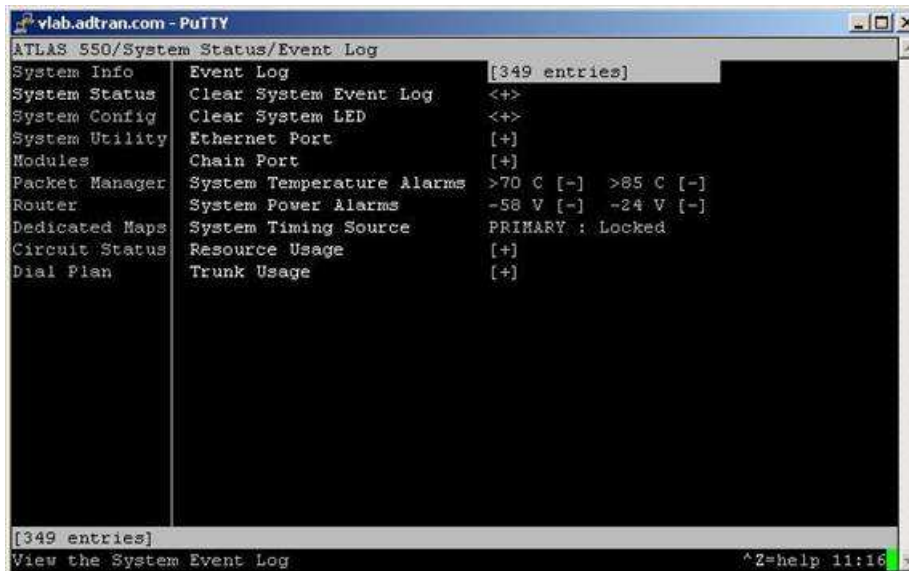 vlab.adtran.com - PuTTY
ATLAS 550/System Status/Event Log
System Info Event Log [349 entries]
System Status Clear System Event Log <+>
System Config Clear System LED <+>
System Utility Ethernet Port [+]
Modules Chain Port [+]
Packet Manager System Temperature Alarms >70 C [-] >85 C [-]
Router System Power Alarms -58 V [-] -24 V [-]
Dedicated Maps System Timing Source PRIMARY : Locked
Circuit Status Resource Usage [+]
Dial Plan Trunk Usage [+]
[349 entries]
View the System Event Log ^Z=help 11:16